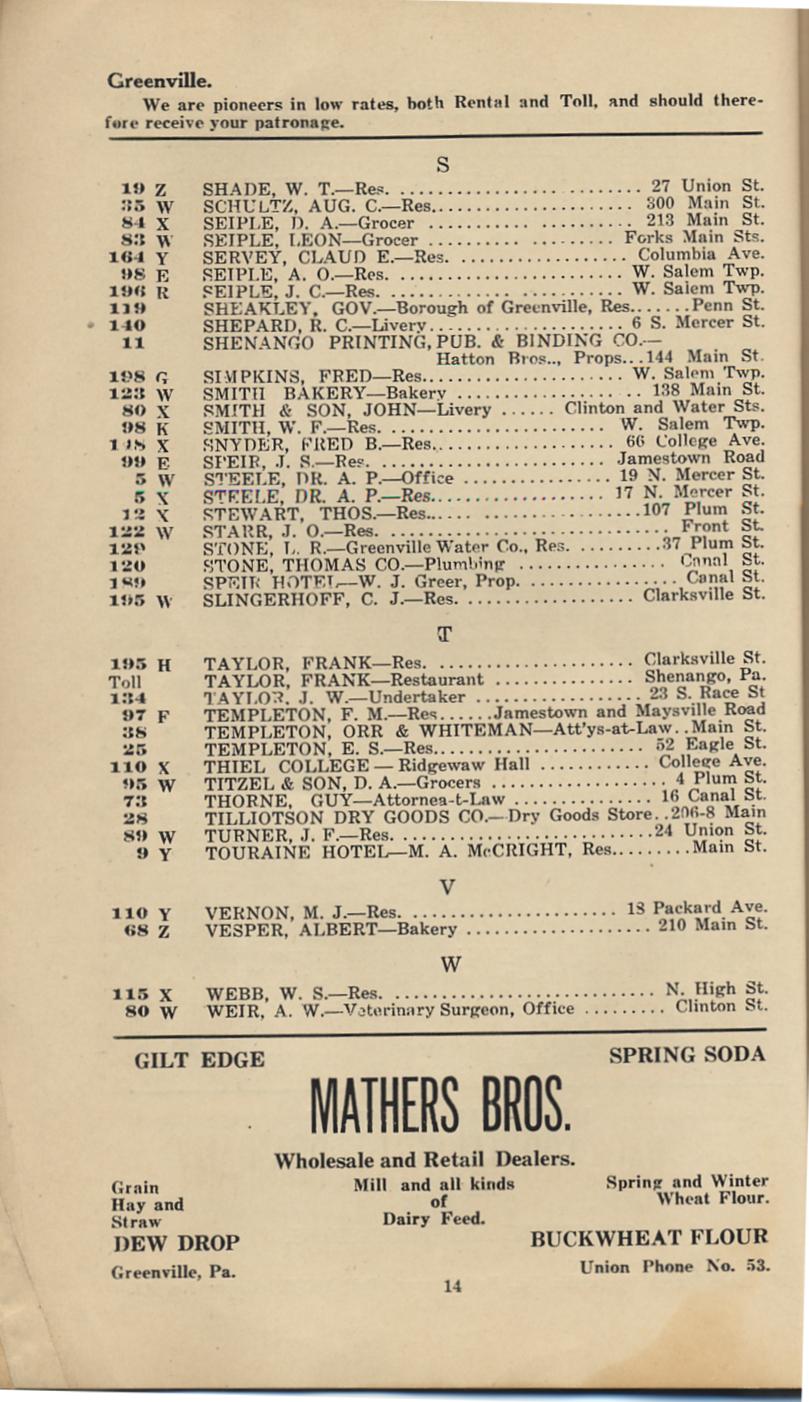 Greenville.
We are pioneers in low rates, both Rental and Toll, and should there-
fore receive your patronage.
S
19 Z SHADE, W. T.—Res. .......................... 27 Union St.
35 W SCHULTZ, AUG. C.—Res.................... 300 Main St.
84 X SEIPLE, D. A.—Grocer ..................... 213 Main St.
83 W SEIPLE, LEON—Grocer ................... Forks Main Sts.
164 Y SERVEY, CLAUD E.—Res. ................. Columbia Ave.
98 E SEIPLE, A. O.—Res. ........................ W. Salem Twp.
196 R SEIPLE, J. C.—Res. ......................... W. Salem Twp.
119 SHEAKLEY, GOV.—Borough of Greenville, Res.......Penn St.
140 SHEPARD, R. C.—Livery.................... 6 S. Mercer St.
11 SHENANGO PRINTING, PUB. & BINDING CO.—
Hatton Bros.., Props...144 Main St.
198 G SIMPKINS, FRED—Res...................... W. Salem Twp.
123 W SMITH BAKERY—Bakery .................. 138 Main St.
80 X SMITH & SON, JOHN—Livery ...... Clinton and Water Sts.
98 K SMITH, W. F.—Res. ........................ W. Salem Twp.
148 X SNYDER, FRED B.—Res.................... 66 College Ave.
99 E SPEIR, J. S.—Res. ........................ Jamestown Road
5 W STEELE, DR. A. P.—Office ................ 19 N. Mercer St.
5 X STEELE, DR. A. P.—Res.................... 17 N. Mercer St.
12 X STEWART, THOS.—Res.......................107 Plum St.
122 W STARR, J. O.—Res. ............................ Front St.
129 STONE, L. R.—Greenville Water Co., Res. .........37 Plum St.
120 STONE, THOMAS CO.—Plumbing ................ Canal St.
189 SPEIR HOTEL—W. J. Greer, Prop. ................ Canal St.
195 W SLINGERHOFF, C. J.—Res. .................. Clarksville St.
T
195 H TAYLOR, FRANK—Res. ..................... Clarksville St.
Toll TAYLOR, FRANK—Restaurant ................ Shenango, Pa.
134 TAYLOR, J. W.—Undertaker ................. 23 S. Race St
97 F TEMPLETON, F. M.—Res......Jamestown and Maysville Road
38 TEMPLETON, ORR & WHITEMAN—Att'ys-at-Law..Main St.
25 TEMPLETON, E. S.—Res...................... 52 Eagle St.
110 X THIEL COLLEGE—Ridgewaw Hall ............ College Ave.
95 W TITZEL & SON, D. A.—Grocers ................... 4 Plum St.
73 THORNE, GUY—Attornea-t-Law ............... 16 Canal St.
28 TILLIOTSON DRY GOODS CO.—Dry Goods Store..206-8 Main
89 W TURNER, J. F.—Res. ...........................24 Union St.
9 Y TOURAINE HOTEL—M. A. McCRIGHT, Res.........Main St.
V
110 Y VERNON, M. J.—Res. ....................... 18 Packard Ave.
68 Z VESPER, ALBERT—Bakery ................... 210 Main St.
W
115 X WEBB, W. S.—Res. ............................ N. High St.
80 W WEIR, A. W.—Veterinary Surgeon, Office ......... Clinton St.
GILT EDGE SPRING SODA
MATHERS BROS.
Wholesale and Retail Dealers.
Grain Mill and all kinds Spring and Winter
Hay and of Wheat Flour.
Straw Dairy Feed.
DEW DROP BUCKWHEAT FLOUR
Greenville, Pa. Union Phone No. 53.
14